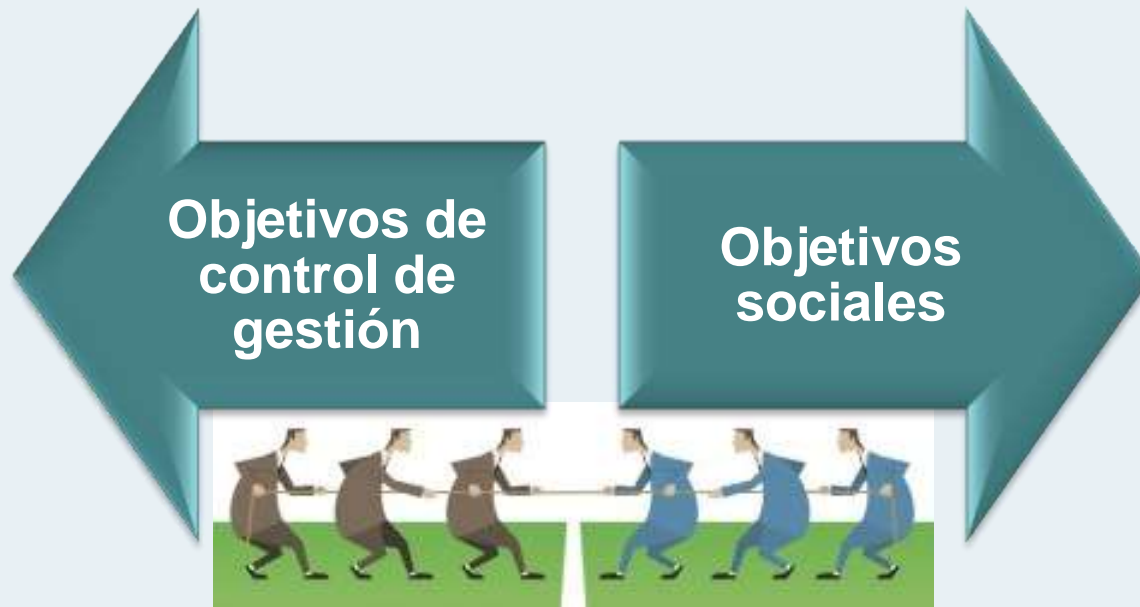 Objetivos de
control de
gestión
Objetivos
sociales